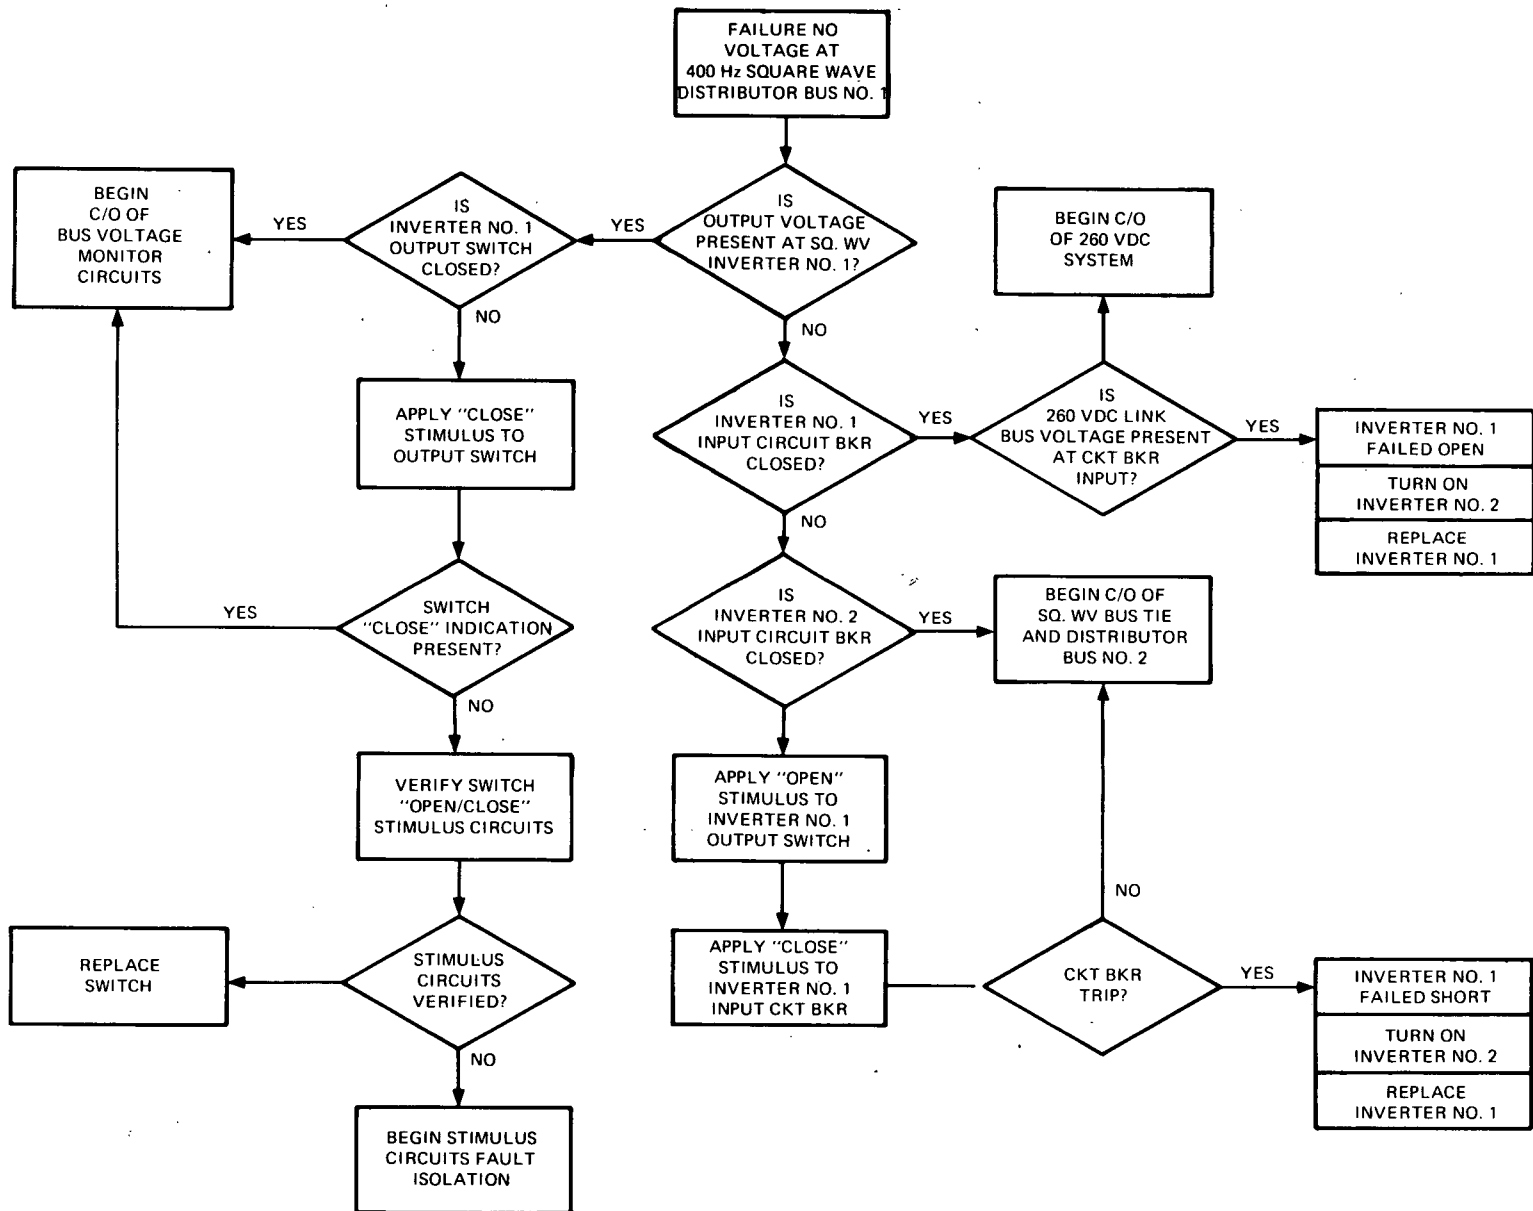 FAILURE NO
VOLTAGE AT
400 Hz SQUARE WAVE
DISTRIBUTOR BUS NO. 1
BEGIN
C/O OF
BUS VOLTAGE
MONITOR
CIRCUITS
YES
IS
INVERTER NO. 1
OUTPUT SWITCH
CLOSED?
YES
IS
OUTPUT VOLTAGE
PRESENT AT SQ. WV
INVERTER NO. 1?
BEGIN C/O
OF 260 VDC
SYSTEM
NO
NO
APPLY "CLOSE"
STIMULUS TO
OUTPUT SWITCH
IS
INVERTER NO. 1
INPUT CIRCUIT BKR
CLOSED?
YES
IS
260 VDC LINK
BUS VOLTAGE PRESENT
AT CKT BKR
INPUT?
YES
INVERTER NO. 1
FAILED OPEN
TURN ON
INVERTER NO. 2
REPLACE
INVERTER NO. 1
NO
YES
SWITCH
"CLOSE" INDICATION
PRESENT?
IS
INVERTER NO. 2
INPUT CIRCUIT BKR
CLOSED?
YES
BEGIN C/O OF
SQ. WV BUS TIE
AND DISTRIBUTOR
BUS NO. 2
NO
VERIFY SWITCH
"OPEN/CLOSE"
STIMULUS CIRCUITS
APPLY "OPEN"
STIMULUS TO
INVERTER NO. 1
OUTPUT SWITCH
NO
REPLACE
SWITCH
STIMULUS
CIRCUITS
VERIFIED?
APPLY "CLOSE"
STIMULUS TO
INVERTER NO. 1
INPUT CKT BKR
CKT BKR
TRIP?
YES
INVERTER NO. 1
FAILED SHORT
TURN ON
INVERTER NO. 2
REPLACE
INVERTER NO. 1
NO
BEGIN STIMULUS
CIRCUITS FAULT
ISOLATION